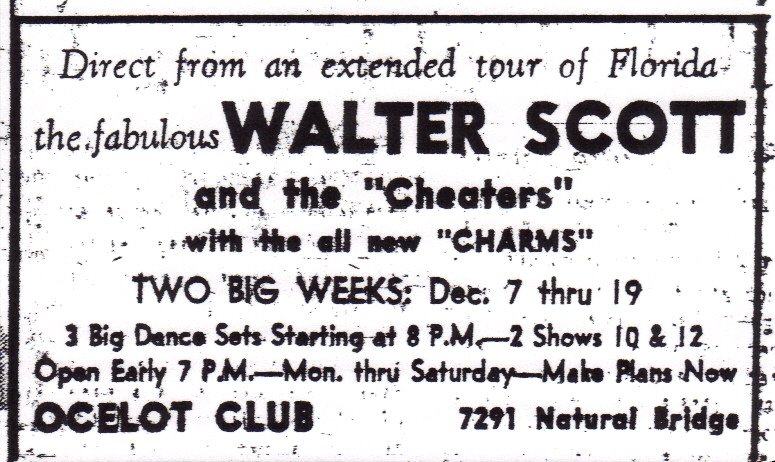 Direct from an extended tour of Florida
the fabulous WALTER SCOTT
and the "Cheaters"
with the all new "CHARMS"
TWO BIG WEEKS: Dec. 7 thru 19
3 Big Dance Sets Starting at 8 P.M.—2 Shows 10 & 12
Open Early 7 P.M.—Mon. thru Saturday—Make Plans Now
OCELOT CLUB 7291 Natural Bridge